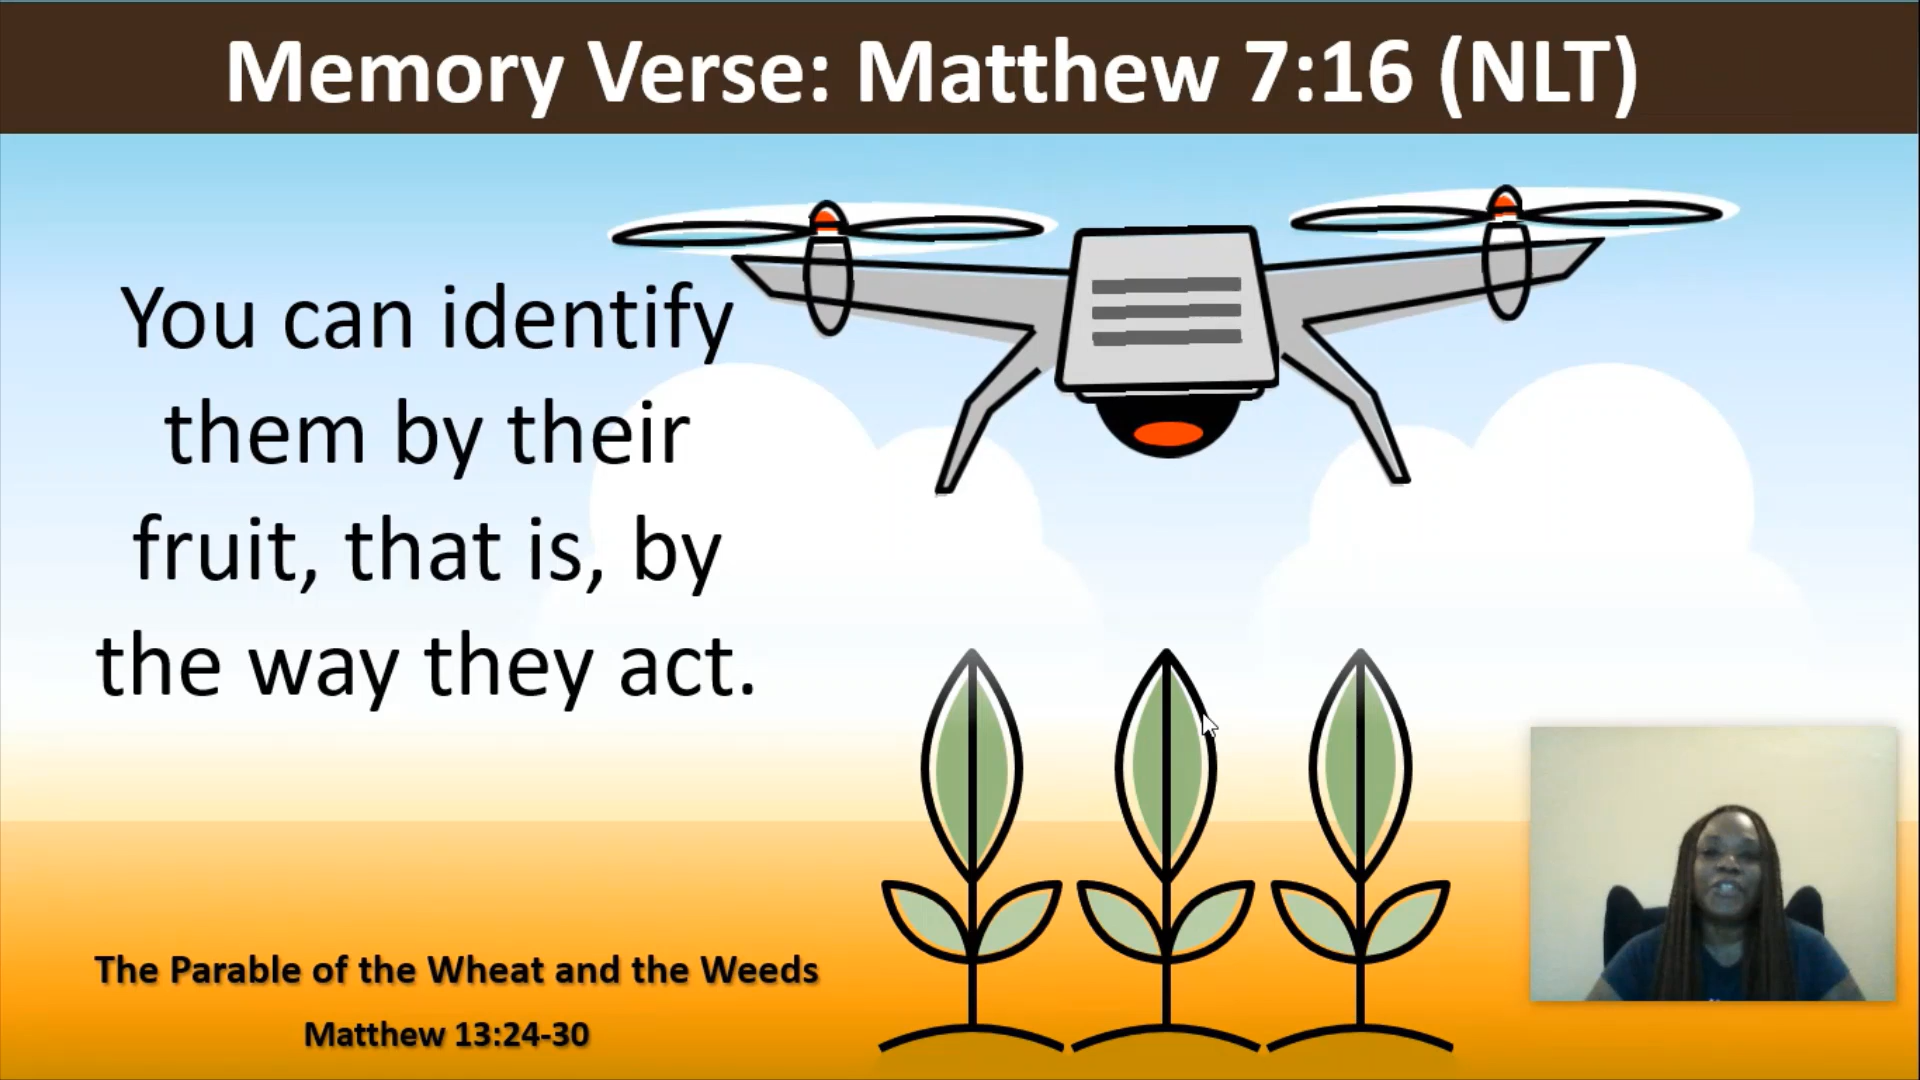 Memory Verse: Matthew 7:16 (NLT)
You can identify
them by their
fruit, that is, by
the way they act.
The Parable of the Wheat and the Weeds
Matthew 13:24-30